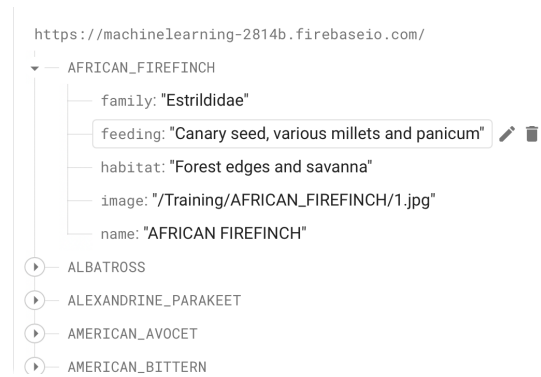 https://machinelearning-2814b.firebaseio.com/
AFRICAN_FIREFINCH
family: "Estrildidae"
feeding: "Canary seed, various millets and panicum"
habitat: "Forest edges and savanna"
image: "/Training/AFRICAN_FIREFINCH/1.jpg"
name: "AFRICAN FIREFINCH"
ALBATROSS
ALEXANDRINE_PARAKEET
AMERICAN_AVOCET
AMERICAN_BITTERN